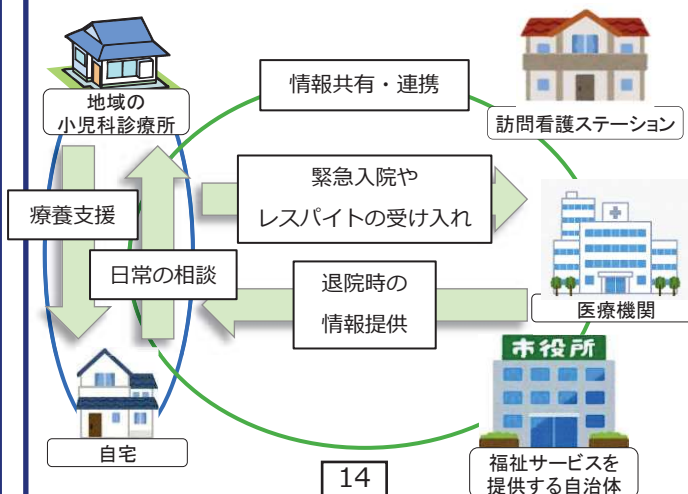 地域の
小児科診療所
情報共有・連携
訪問看護ステーション
緊急入院や
レスパイトの受け入れ
療養支援
日常の相談
退院時の
情報提供
医療機関
市役所
自宅
福祉サービスを
提供する自治体
14